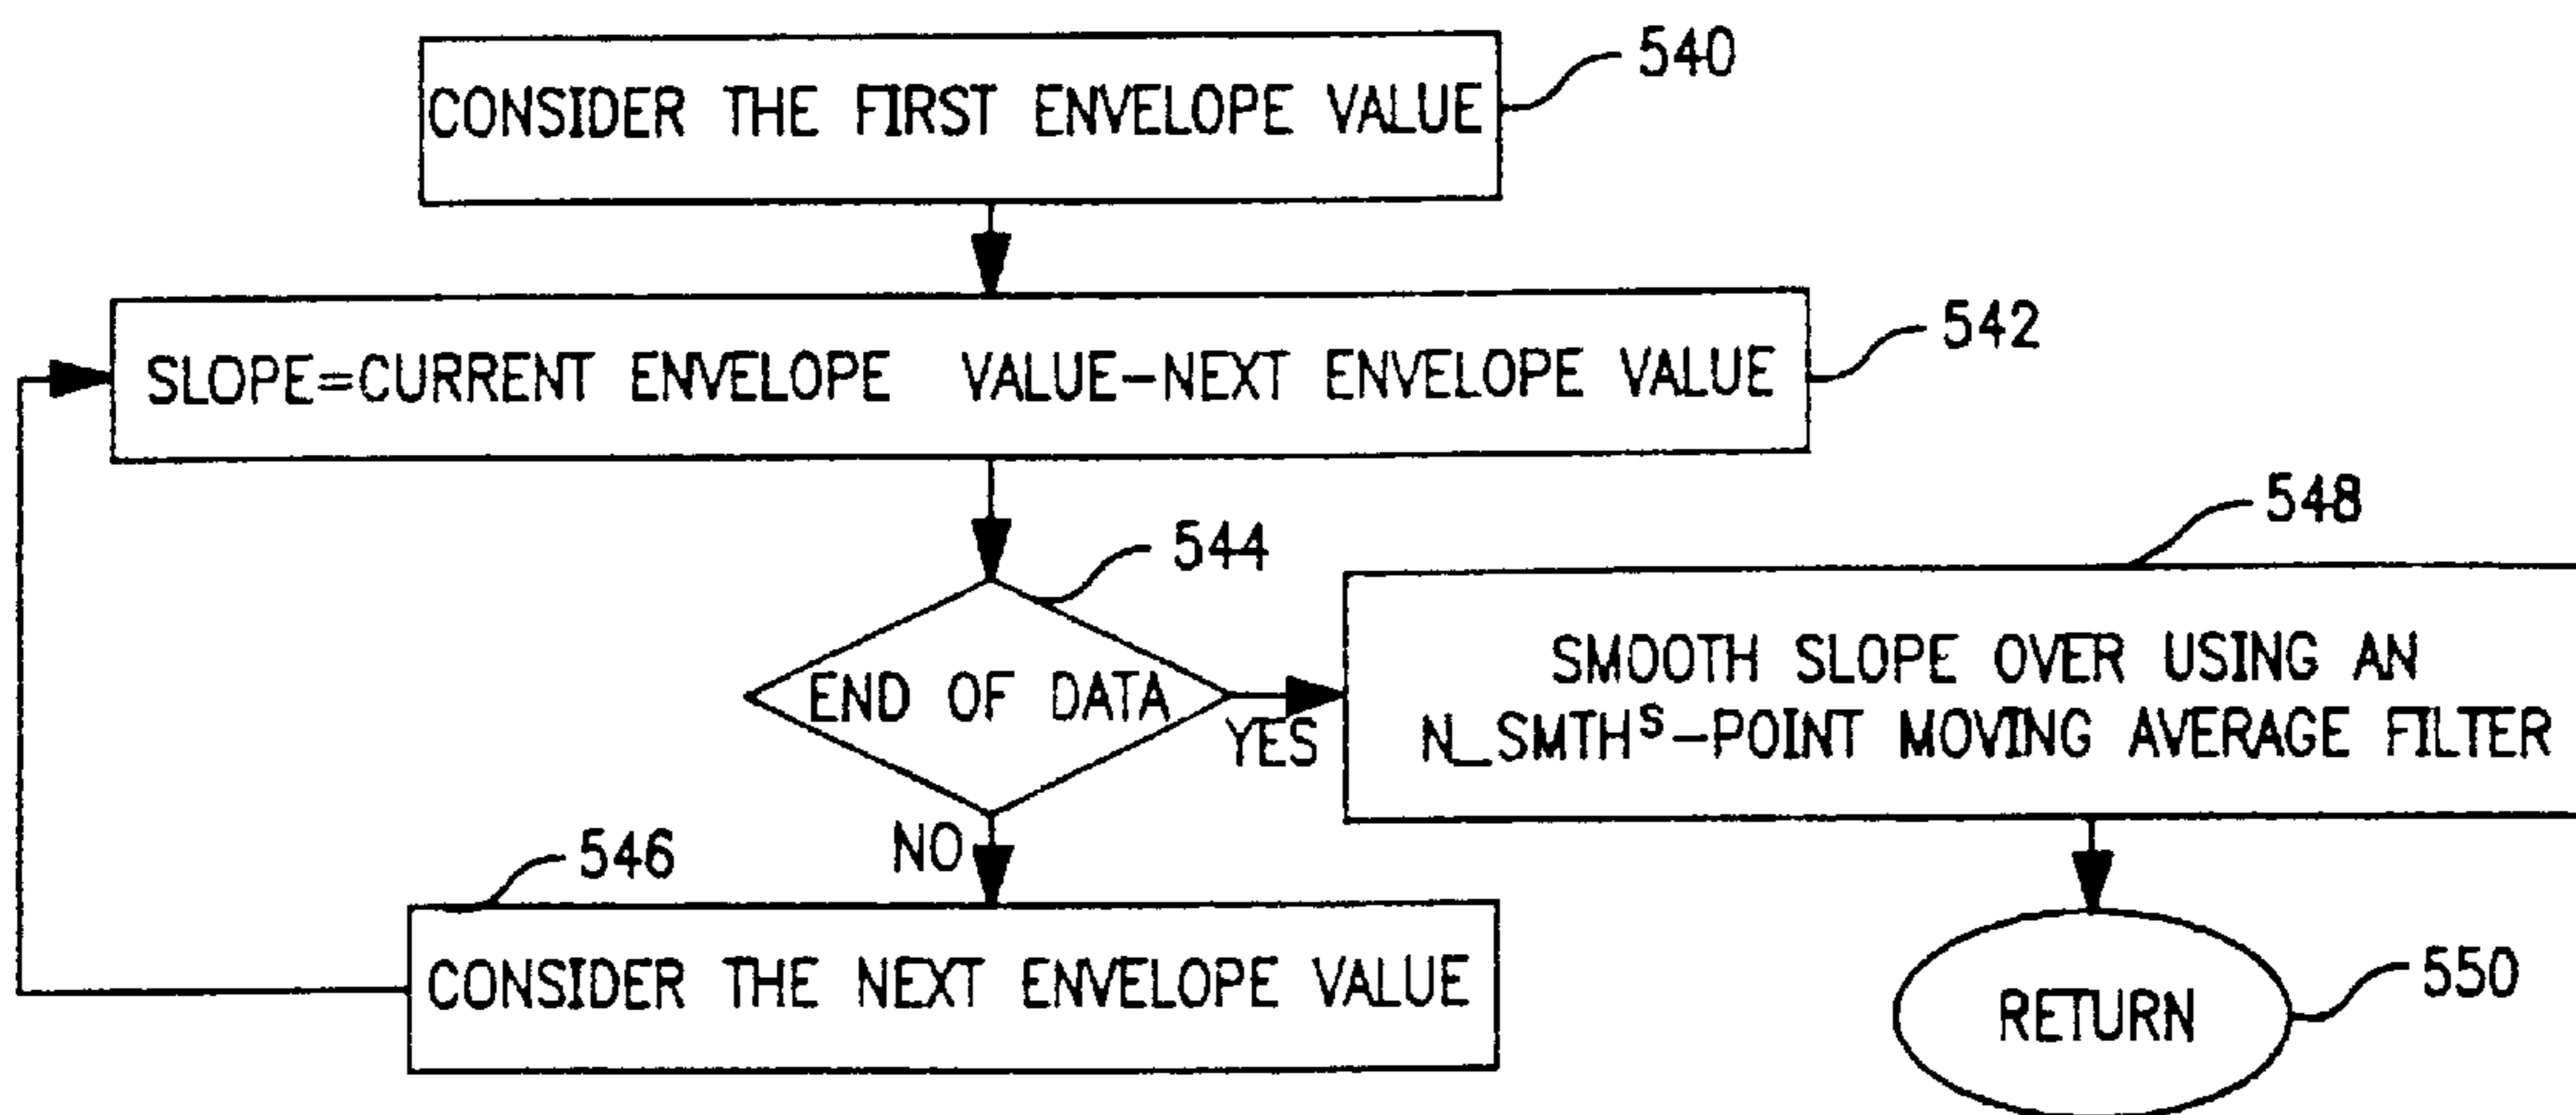 540
CONSIDER THE FIRST ENVELOPE VALUE
542
SLOPE=CURRENT ENVELOPE VALUE-NEXT ENVELOPE VALUE
544
END OF DATA
YES
NO
548
SMOOTH SLOPE OVER USING AN
N_SMTHˢ-POINT MOVING AVERAGE FILTER
546
CONSIDER THE NEXT ENVELOPE VALUE
RETURN
550